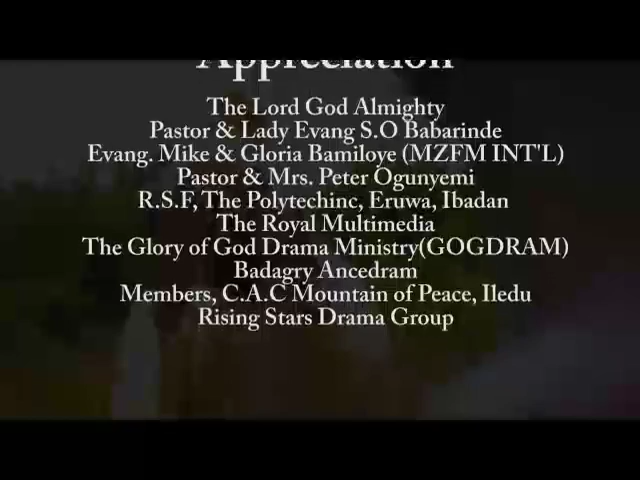 Appreciation
The Lord God Almighty
Pastor & Lady Evang S.O Babarinde
Evang. Mike & Gloria Bamiloye (MZFM INT'L)
Pastor & Mrs. Peter Ogunyemi
R.S.F, The Polytechinc, Eruwa, Ibadan
The Royal Multimedia
The Glory of God Drama Ministry(GOGDRAM)
Badagry Ancedram
Members, C.A.C Mountain of Peace, Iledu
Rising Stars Drama Group